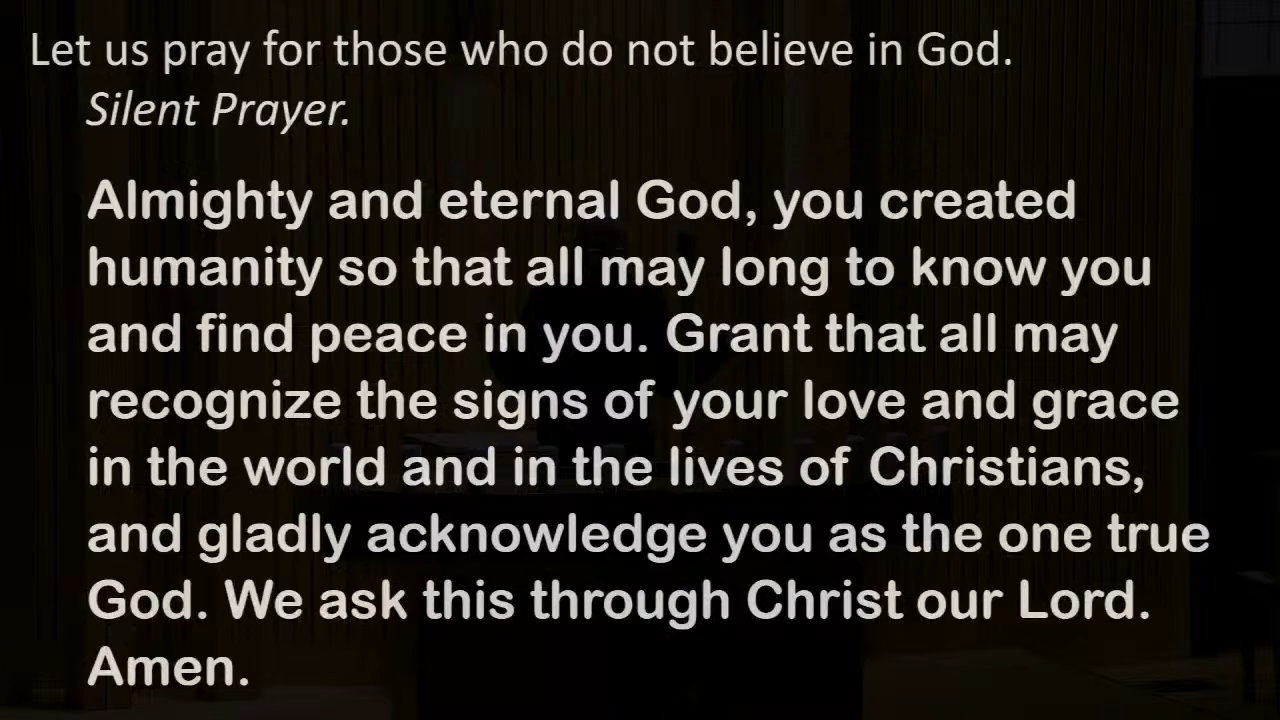 Let us pray for those who do not believe in God.
Silent Prayer.
Almighty and eternal God, you created
humanity so that all may long to know you
and find peace in you. Grant that all may
recognize the signs of your love and grace
in the world and in the lives of Christians,
and gladly acknowledge you as the one true
God. We ask this through Christ our Lord.
Amen.